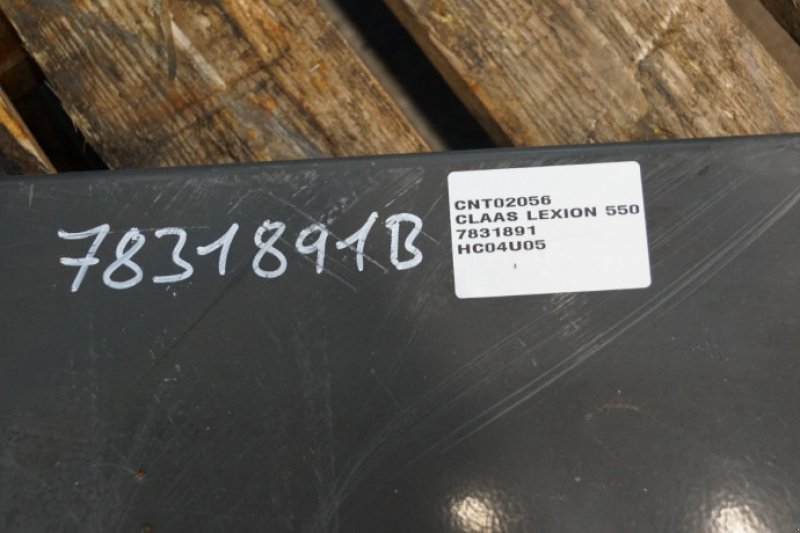 7831891B
CNT02056
CLAAS LEXION 550
7831891
HC04U05